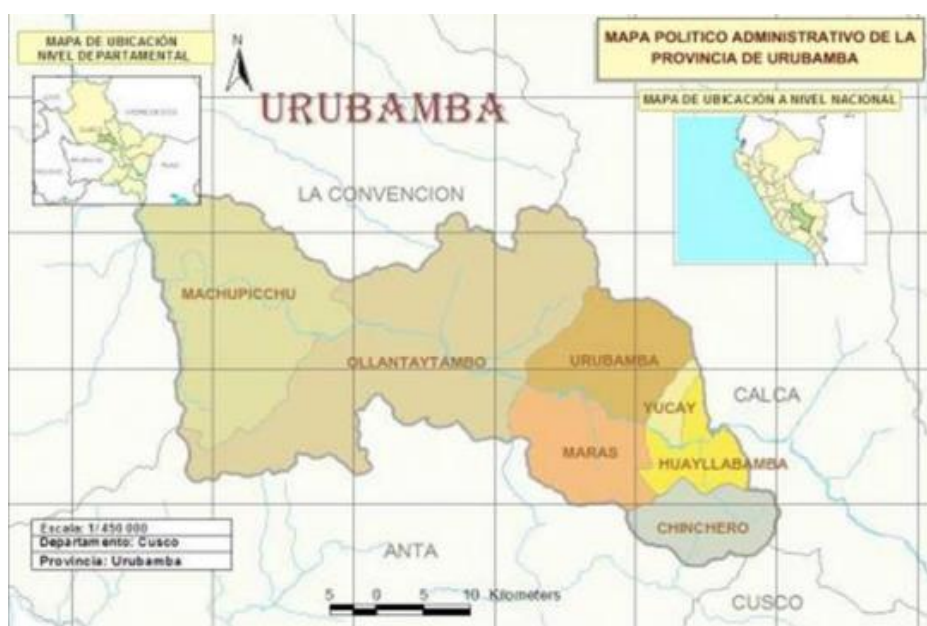 MAPA DE UBICACIÓN
NIVEL DEPARTAMENTAL
N
MAPA POLITICO ADMINISTRATIVO DE LA
PROVINCIA DE URUBAMBA
URUBAMBA
MAPA DE UBICACIÓN A NIVEL NACIONAL
LA CONVENCION
MACHUPICCHU
OLLANTAYTAMBO
URUBAMBA
CALCA
YUCAY
MARAS
HUAYLLABAMBA
CHINCHERO
Escala: 1/450 000
Departamento: Cusco
Provincia: Urubamba
ANTA
5 0 5 10 Kilometers
CUSCO